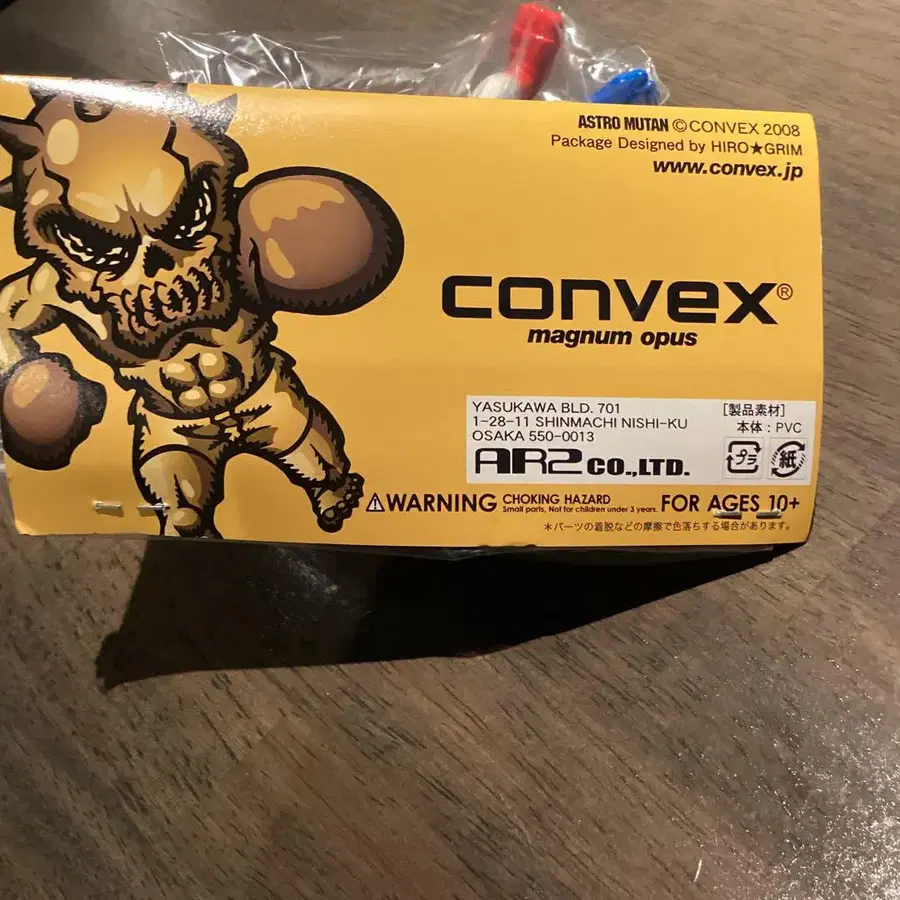 ASTRO MUTAN ©CONVEX 2008
Package Designed by HIRO★GRIM
www.convex.jp
convex®
magnum opus
YASUKAWA BLD. 701
1-28-11 SHINMACHI NISHI-KU
OSAKA 550-0013
AR2 CO.,LTD.
[製品素材]
本体:PVC
プラ
紙
⚠WARNING CHOKING HAZARD
Small parts, Not for children under 3 years.
FOR AGES 10+
*パーツの着脱などの摩擦で色落ちする場合があります。